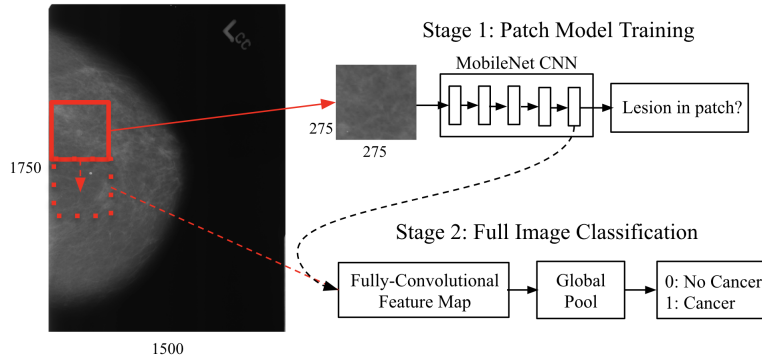 Lcc
Stage 1: Patch Model Training
MobileNet CNN
Lesion in patch?
275
275
1750
Stage 2: Full Image Classification
Fully-Convolutional
Feature Map
Global
Pool
0: No Cancer
1: Cancer
1500